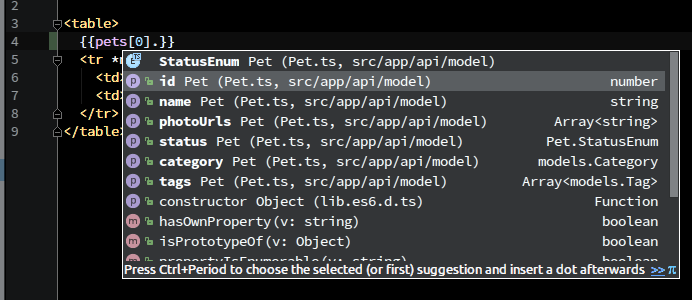 2
3 <table>
4 {{pets[0].}}
5 <tr *n
6 <td>
7 <td>
8 </tr>
9 </table>
StatusEnum Pet (Pet.ts, src/app/api/model)
id Pet (Pet.ts, src/app/api/model) number
name Pet (Pet.ts, src/app/api/model) string
photoUrls Pet (Pet.ts, src/app/api/model) Array<string>
status Pet (Pet.ts, src/app/api/model) Pet.StatusEnum
category Pet (Pet.ts, src/app/api/model) models.Category
tags Pet (Pet.ts, src/app/api/model) Array<models.Tag>
constructor Object (lib.es6.d.ts) Function
hasOwnProperty(v: string) boolean
isPrototypeOf(v: Object) boolean
propertyIsEnumerable(v: string) boolean
Press Ctrl+Period to choose the selected (or first) suggestion and insert a dot afterwards >> π